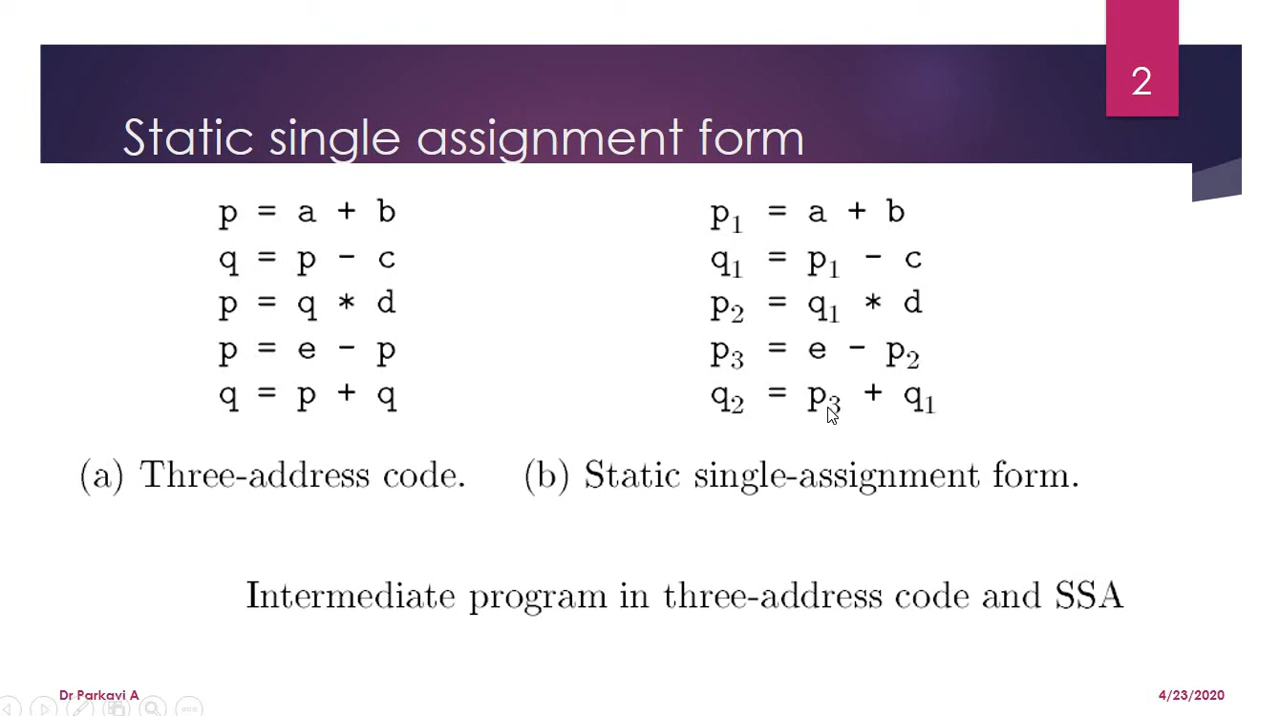 2
Static single assignment form
p = a + b
q = p - c
p = q * d
p = e - p
q = p + q
(a) Three-address code.
p₁ = a + b
q₁ = p₁ - c
p₂ = q₁ * d
p₃ = e - p₂
q₂ = p₃ + q₁
(b) Static single-assignment form.
Intermediate program in three-address code and SSA
Dr Parkavi A
4/23/2020